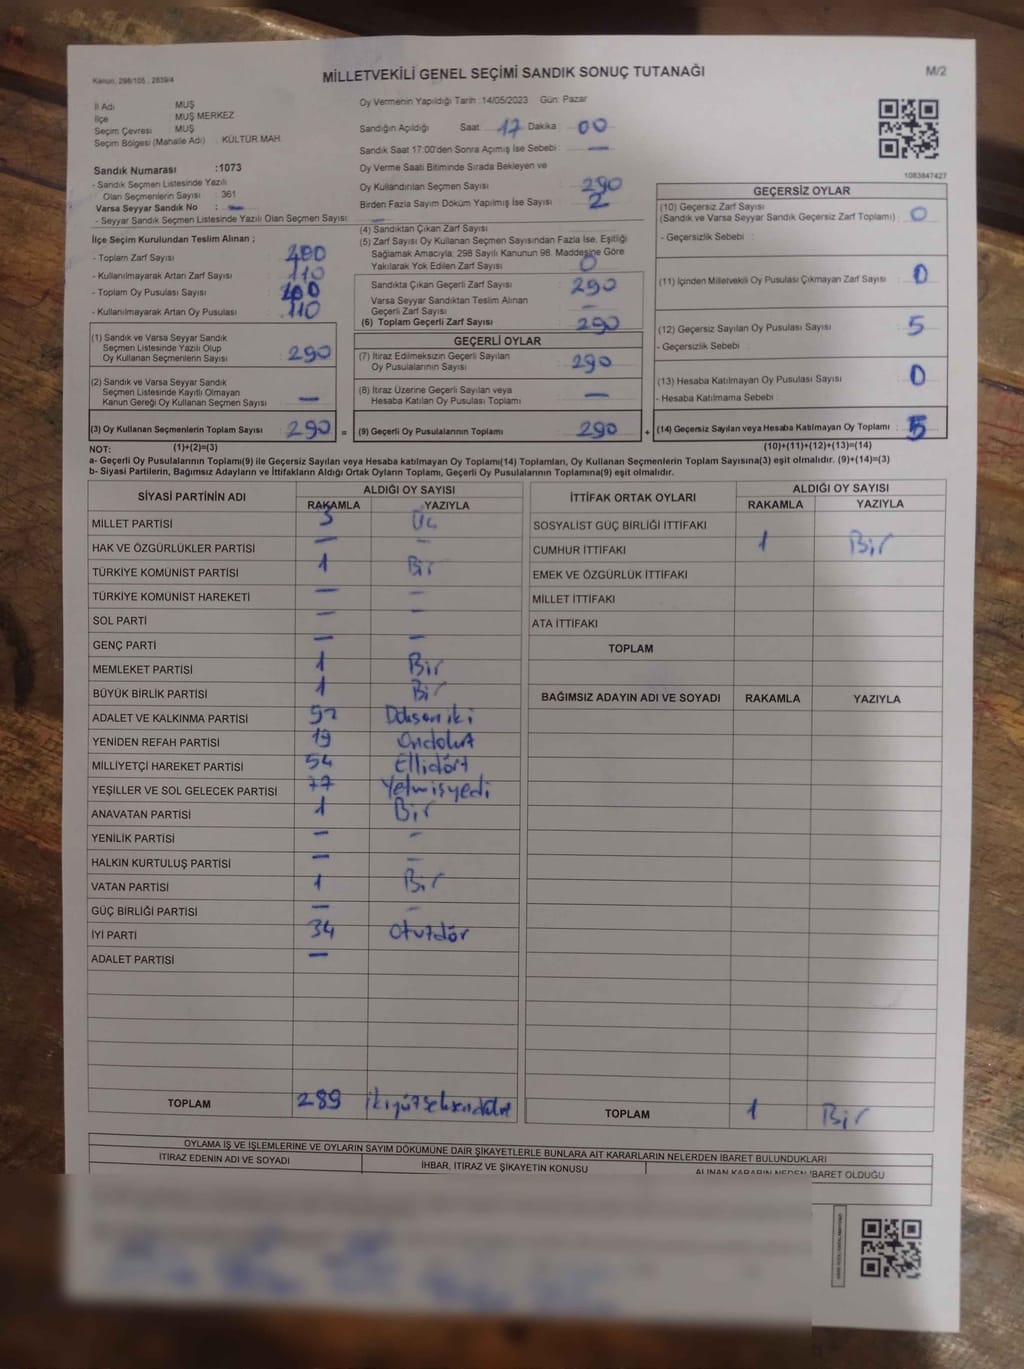 Kanun: 298/105 , 2839/4
MİLLETVEKİLİ GENEL SEÇİMİ SANDIK SONUÇ TUTANAĞI
M/2
İl Adı : MUŞ
İlçe : MUŞ MERKEZ
Seçim Çevresi : MUŞ
Seçim Bölgesi (Mahalle Adı) : KÜLTÜR MAH.
Sandık Numarası :1073
- Sandık Seçmen Listesinde Yazılı
Olan Seçmenlerin Sayısı : 361
Varsa Seyyar Sandık No : —
- Seyyar Sandık Seçmen Listesinde Yazılı Olan Seçmen Sayısı: —
Oy Vermenin Yapıldığı Tarih :14/05/2023 Gün: Pazar
Sandığın Açıldığı Saat : 17 Dakika : 00
Sandık Saat 17:00'den Sonra Açımış İse Sebebi : —
Oy Verme Saati Bitiminde Sırada Bekleyen ve
Oy Kullandırılan Seçmen Sayısı : 290
Birden Fazla Sayım Döküm Yapılmış İse Sayısı : 2
1083847427
İlçe Seçim Kurulundan Teslim Alınan ;
- Toplam Zarf Sayısı : 400
- Kullanılmayarak Artan Zarf Sayısı : 110
- Toplam Oy Pusulası Sayısı : 400
- Kullanılmayarak Artan Oy Pusulası : 110
(1) Sandık ve Varsa Seyyar Sandık
Seçmen Listesinde Yazılı Olup
Oy Kullanan Seçmenlerin Sayısı : 290
(2) Sandık ve Varsa Seyyar Sandık
Seçmen Listesinde Kayıtlı Olmayan
Kanun Gereği Oy Kullanan Seçmen Sayısı : —
(3) Oy Kullanan Seçmenlerin Toplam Sayısı : 290 =
(4) Sandıktan Çıkan Zarf Sayısı :
(5) Zarf Sayısı Oy Kullanan Seçmen Sayısından Fazla İse, Eşitliği
Sağlamak Amacıyla, 298 Sayılı Kanunun 98. Maddesine Göre
Yakılarak Yok Edilen Zarf Sayısı : 0
Sandıkta Çıkan Geçerli Zarf Sayısı : 290
Varsa Seyyar Sandıktan Teslim Alınan
Geçerli Zarf Sayısı : —
(6) Toplam Geçerli Zarf Sayısı : 290
GEÇERLİ OYLAR
(7) İtiraz Edilmeksizin Geçerli Sayılan
Oy Pusulalarının Sayısı : 290
(8) İtiraz Üzerine Geçerli Sayılan veya
Hesaba Katılan Oy Pusulası Toplamı : —
(9) Geçerli Oy Pusulalarının Toplamı : 290 +
GEÇERSİZ OYLAR
(10) Geçersiz Zarf Sayısı
(Sandık ve Varsa Seyyar Sandık Geçersiz Zarf Toplamı) : 0
- Geçersizlik Sebebi :
(11) İçinden Milletvekili Oy Pusulası Çıkmayan Zarf Sayısı : 0
(12) Geçersiz Sayılan Oy Pusulası Sayısı : 5
- Geçersizlik Sebebi :
(13) Hesaba Katılmayan Oy Pusulası Sayısı : 0
- Hesaba Katılmama Sebebi :
(14) Geçersiz Sayılan veya Hesaba Katılmayan Oy Toplamı : 5
NOT: (1)+(2)=(3) (10)+(11)+(12)+(13)=(14)
a- Geçerli Oy Pusulalarının Toplamı(9) ile Geçersiz Sayılan veya Hesaba katılmayan Oy Toplamı(14) Toplamları, Oy Kullanan Seçmenlerin Toplam Sayısına(3) eşit olmalıdır. (9)+(14)=(3)
b- Siyasi Partilerin, Bağımsız Adayların ve İttifakların Aldığı Ortak Oyların Toplamı, Geçerli Oy Pusulalarının Toplamına(9) eşit olmalıdır.
SİYASİ PARTİNİN ADI ALDIĞI OY SAYISI
RAKAMLA YAZIYLA
MİLLET PARTİSİ 3 Üç
HAK VE ÖZGÜRLÜKLER PARTİSİ — —
TÜRKİYE KOMÜNİST PARTİSİ 1 Bir
TÜRKİYE KOMÜNİST HAREKETİ — —
SOL PARTİ — —
GENÇ PARTİ — —
MEMLEKET PARTİSİ 1 Bir
BÜYÜK BİRLİK PARTİSİ 1 Bir
ADALET VE KALKINMA PARTİSİ 92 Doksaniki
YENİDEN REFAH PARTİSİ 19 Ondokuz
MİLLİYETÇİ HAREKET PARTİSİ 54 Ellidört
YEŞİLLER VE SOL GELECEK PARTİSİ 77 Yetmişyedi
ANAVATAN PARTİSİ 1 Bir
YENİLİK PARTİSİ — —
HALKIN KURTULUŞ PARTİSİ — —
VATAN PARTİSİ 1 Bir
GÜÇ BİRLİĞİ PARTİSİ — —
İYİ PARTİ 34 Otuzdör
ADALET PARTİSİ —
TOPLAM 289 ikiyüzseksendokuz
İTTİFAK ORTAK OYLARI ALDIĞI OY SAYISI
RAKAMLA YAZIYLA
SOSYALİST GÜÇ BİRLİĞİ İTTİFAKI
CUMHUR İTTİFAKI 1 Bir
EMEK VE ÖZGÜRLÜK İTTİFAKI
MİLLET İTTİFAKI
ATA İTTİFAKI
TOPLAM
BAĞIMSIZ ADAYIN ADI VE SOYADI RAKAMLA YAZIYLA
TOPLAM 1 Bir
OYLAMA İŞ VE İŞLEMLERİNE VE OYLARIN SAYIM DÖKÜMÜNE DAİR ŞİKAYETLERLE BUNLARA AİT KARARLARIN NELERDEN İBARET BULUNDUKLARI
İTİRAZ EDENİN ADI VE SOYADI İHBAR, İTİRAZ VE ŞİKAYETİN KONUSU ALINAN KARARIN NEDEN İBARET OLDUĞU